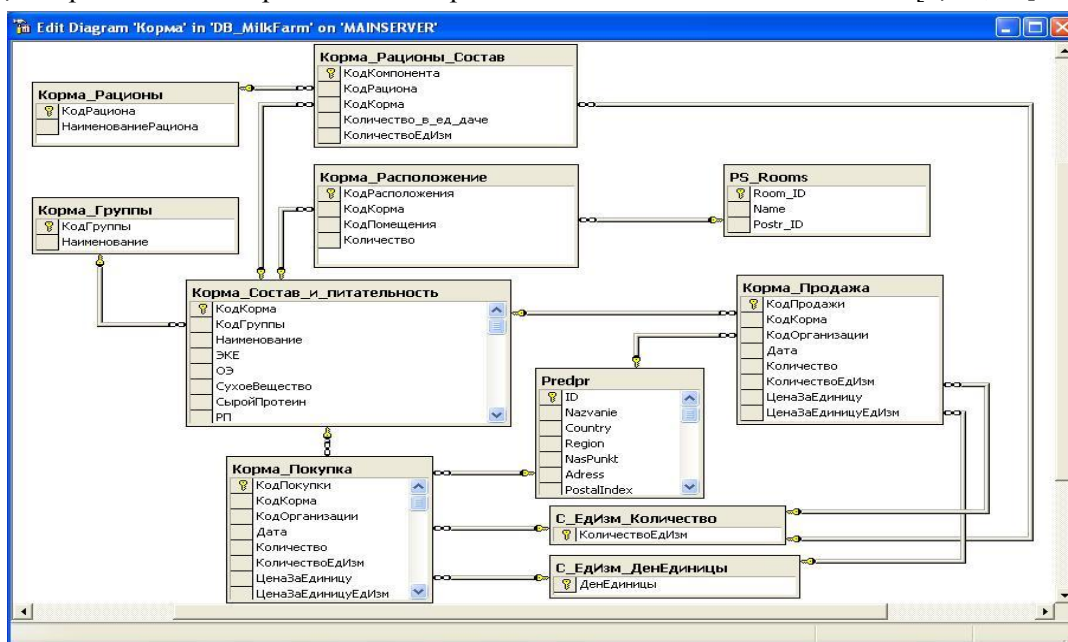 Edit Diagram 'Корма' in 'DB_MilkFarm' on 'MAINSERVER'
Корма_Рационы_Состав
КодКомпонента
КодРациона
КодКорма
Количество_в_ед_даче
КоличествоЕдИзм
Корма_Рационы
КодРациона
НаименованиеРациона
Корма_Расположение
КодРасположения
КодКорма
КодПомещения
Количество
PS_Rooms
Room_ID
Name
Postr_ID
Корма_Группы
КодГруппы
Наименование
Корма_Состав_и_питательность
КодКорма
КодГруппы
Наименование
ЭКЕ
ОЭ
СухоеВещество
СыройПротеин
РП
Корма_Продажа
КодПродажи
КодКорма
КодОрганизации
Дата
Количество
КоличествоЕдИзм
ЦенаЗаЕдиницу
ЦенаЗаЕдиницуЕдИзм
Predpr
ID
Nazvanie
Country
Region
NasPunkt
Adress
PostalIndex
Корма_Покупка
КодПокупки
КодКорма
КодОрганизации
Дата
Количество
КоличествоЕдИзм
ЦенаЗаЕдиницу
ЦенаЗаЕдиницуЕдИзм
С_ЕдИзм_Количество
КоличествоЕдИзм
С_ЕдИзм_ДенЕдиницы
ДенЕдиницы